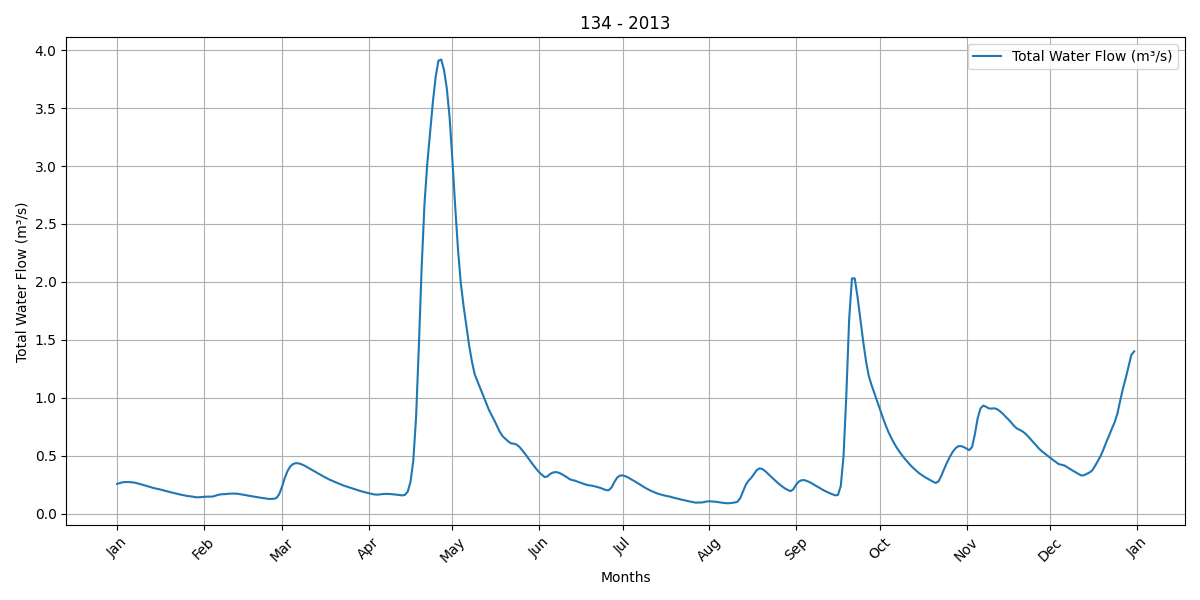 134 - 2013
Total Water Flow (m³/s)
Total Water Flow (m³/s)
4.0
3.5
3.0
2.5
2.0
1.5
1.0
0.5
0.0
Jan Feb Mar Apr May Jun Jul Aug Sep Oct Nov Dec Jan
Months